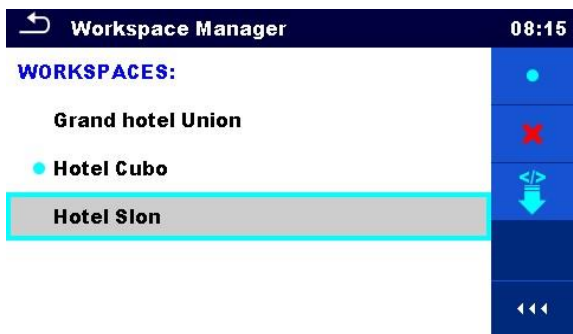 Workspace Manager
08:15
WORKSPACES:
Grand hotel Union
Hotel Cubo
Hotel Slon
</>